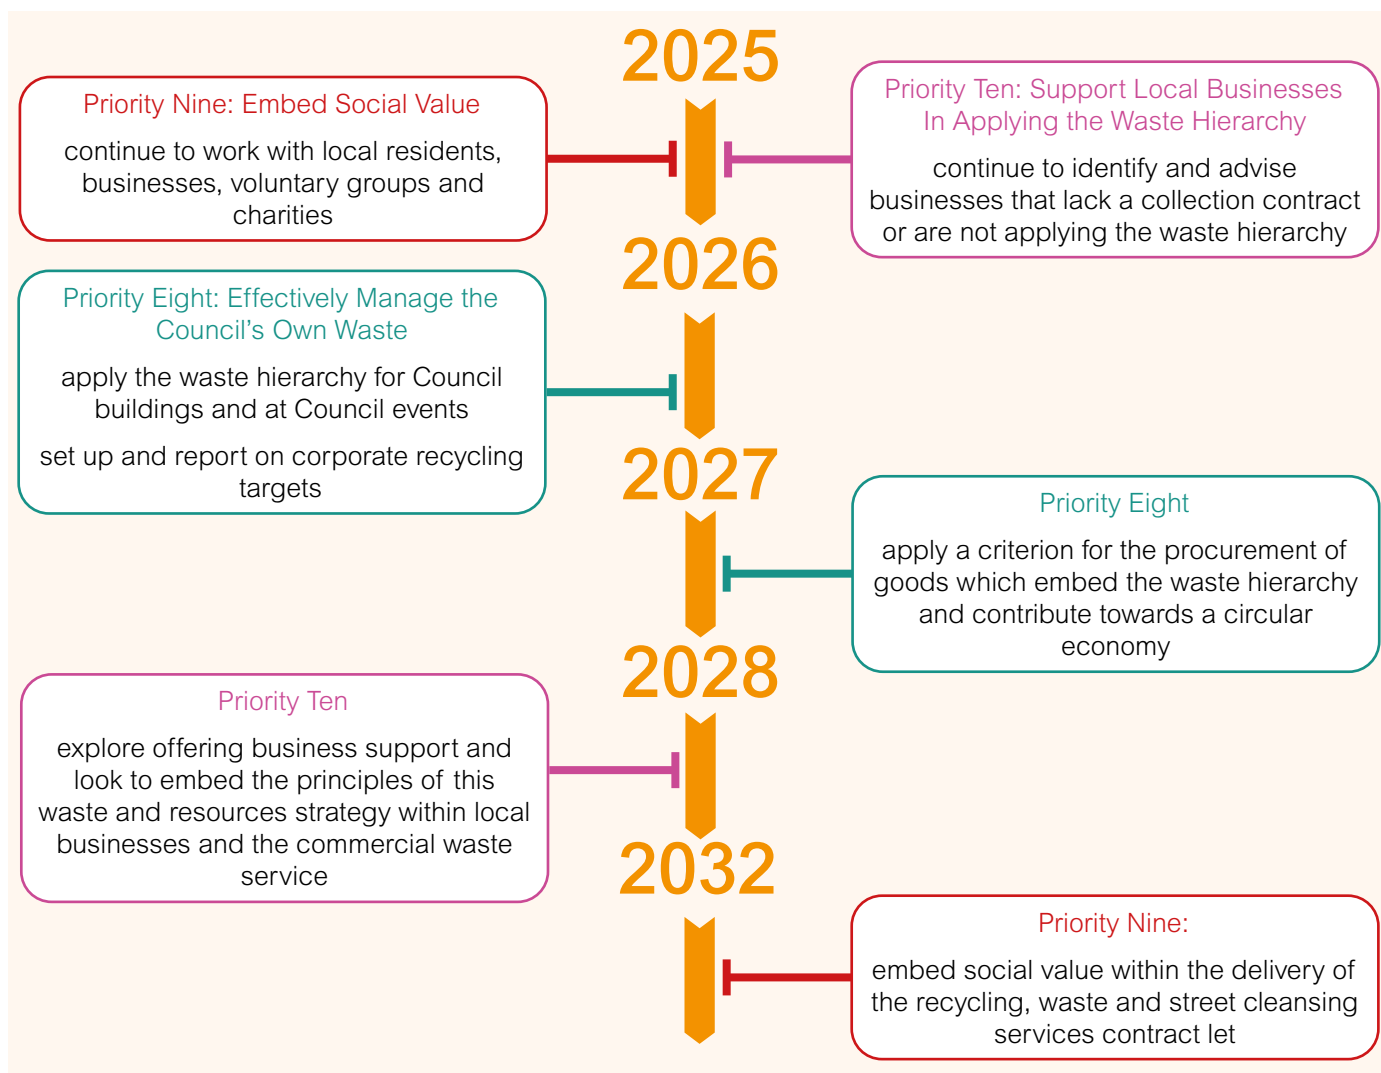 2025
Priority Nine: Embed Social Value
continue to work with local residents,
businesses, voluntary groups and
charities
Priority Ten: Support Local Businesses
In Applying the Waste Hierarchy
continue to identify and advise
businesses that lack a collection contract
or are not applying the waste hierarchy
2026
Priority Eight: Effectively Manage the
Council's Own Waste
apply the waste hierarchy for Council
buildings and at Council events
set up and report on corporate recycling
targets
2027
Priority Eight
apply a criterion for the procurement of
goods which embed the waste hierarchy
and contribute towards a circular
economy
2028
Priority Ten
explore offering business support and
look to embed the principles of this
waste and resources strategy within local
businesses and the commercial waste
service
2032
Priority Nine:
embed social value within the delivery of
the recycling, waste and street cleansing
services contract let